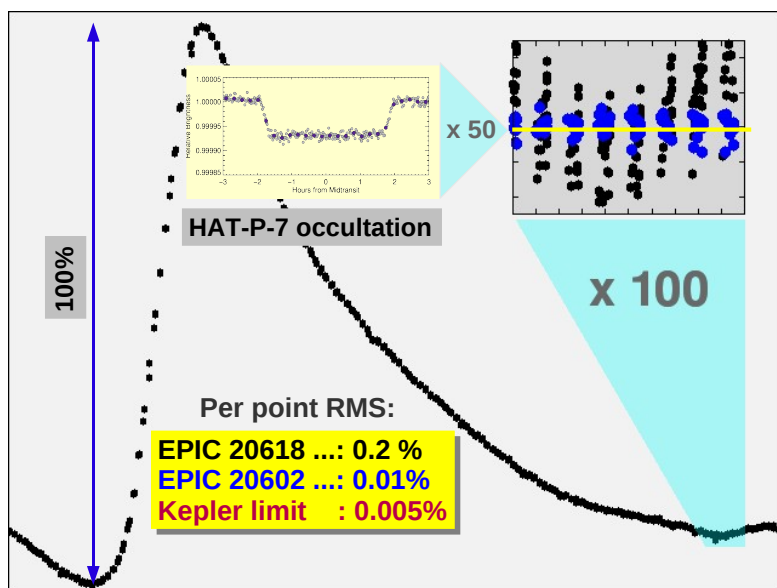 1.00005
1.00000
0.99995
0.99990
0.99985
Relative Brightness
-3
-2
-1
0
1
2
3
Hours from Midtransit
x 50
HAT-P-7 occultation
100%
x 100
Per point RMS:
EPIC 20618 ...: 0.2 %
EPIC 20602 ...: 0.01%
Kepler limit : 0.005%